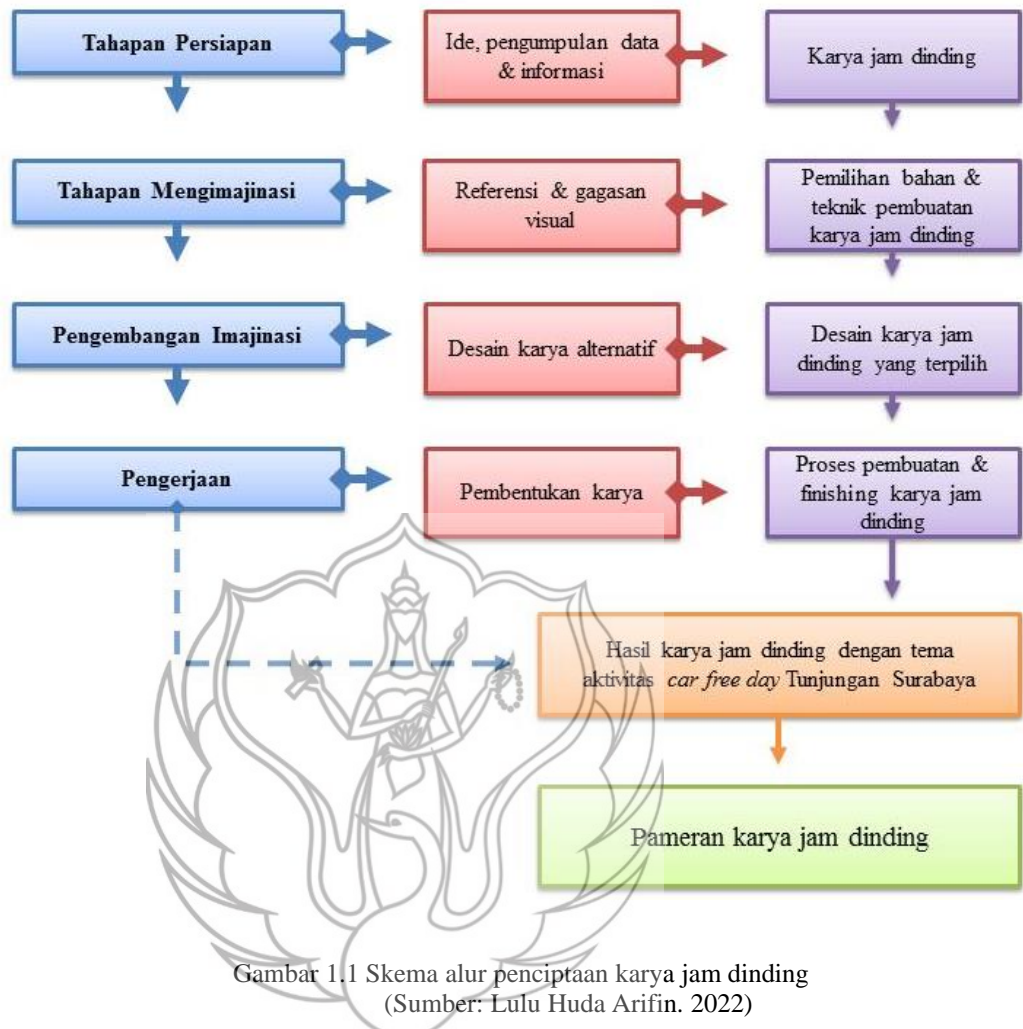 Tahapan Persiapan
Ide, pengumpulan data
& informasi
Karya jam dinding
Tahapan Mengimajinasi
Referensi & gagasan
visual
Pemilihan bahan &
teknik pembuatan
karya jam dinding
Pengembangan Imajinasi
Desain karya alternatif
Desain karya jam
dinding yang terpilih
Pengerjaan
Pembentukan karya
Proses pembuatan &
finishing karya jam
dinding
Hasil karya jam dinding dengan tema
aktivitas car free day Tunjungan Surabaya
Pameran karya jam dinding
Gambar 1.1 Skema alur penciptaan karya jam dinding
(Sumber: Lulu Huda Arifin. 2022)